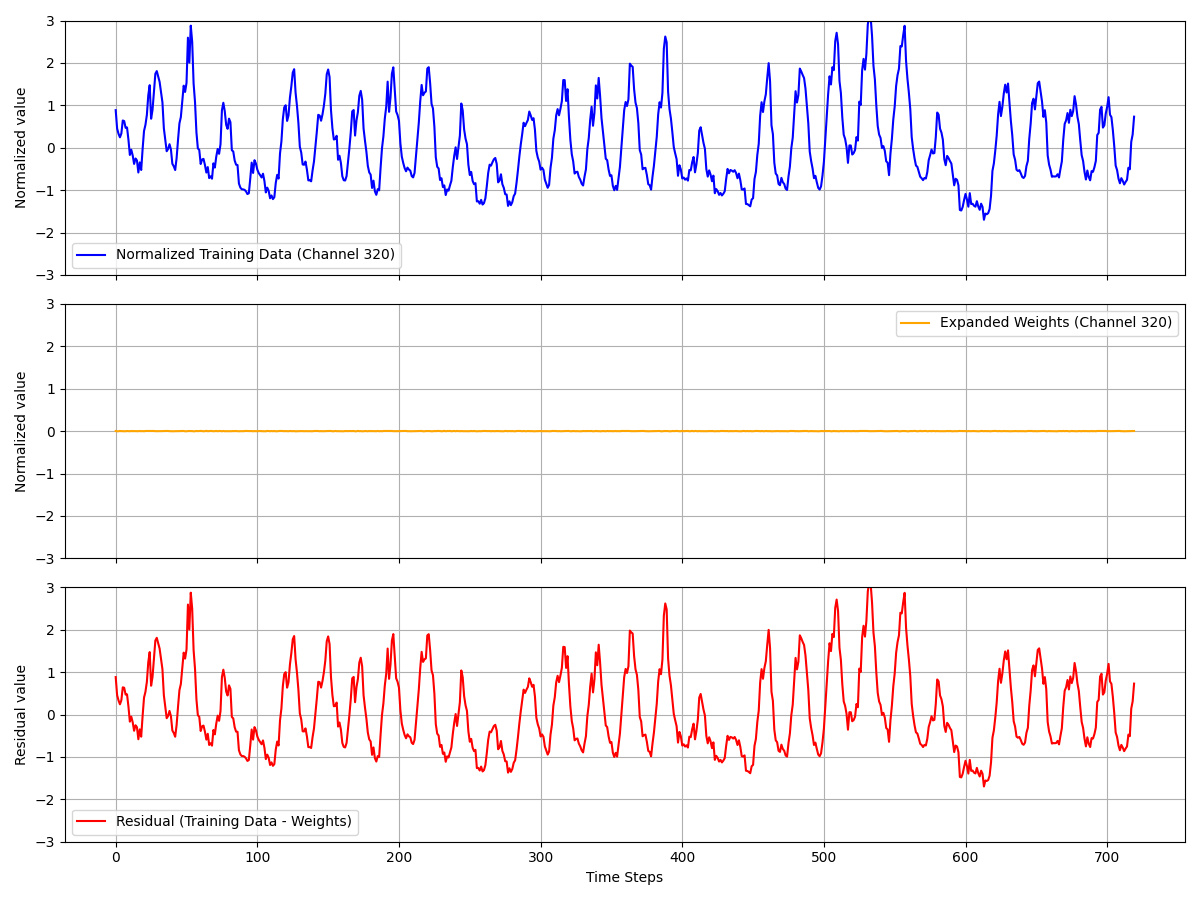 3
2
1
0
−1
−2
−3
Normalized value
Normalized Training Data (Channel 320)
3
2
1
0
−1
−2
−3
Normalized value
Expanded Weights (Channel 320)
3
2
1
0
−1
−2
−3
Residual value
Residual (Training Data - Weights)
0 100 200 300 400 500 600 700
Time Steps